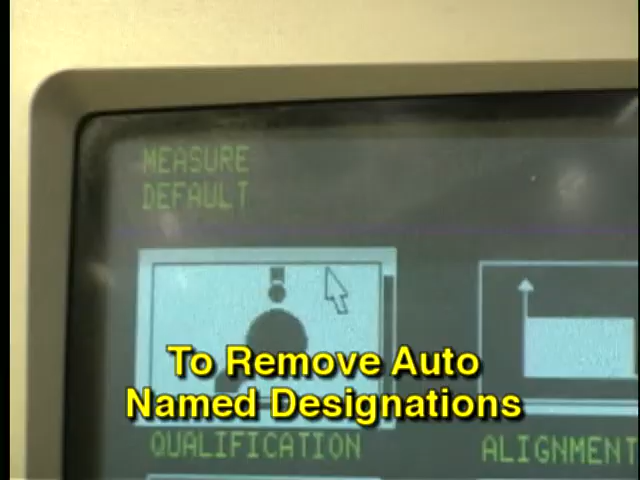 MEASURE
DEFAULT
To Remove Auto
Named Designations
QUALIFICATION
ALIGNMENT